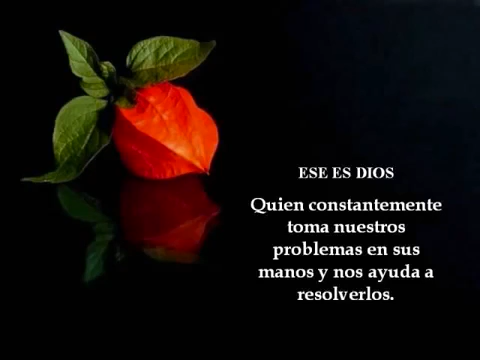 ESE ES DIOS
Quien constantemente
toma nuestros
problemas en sus
manos y nos ayuda a
resolverlos.